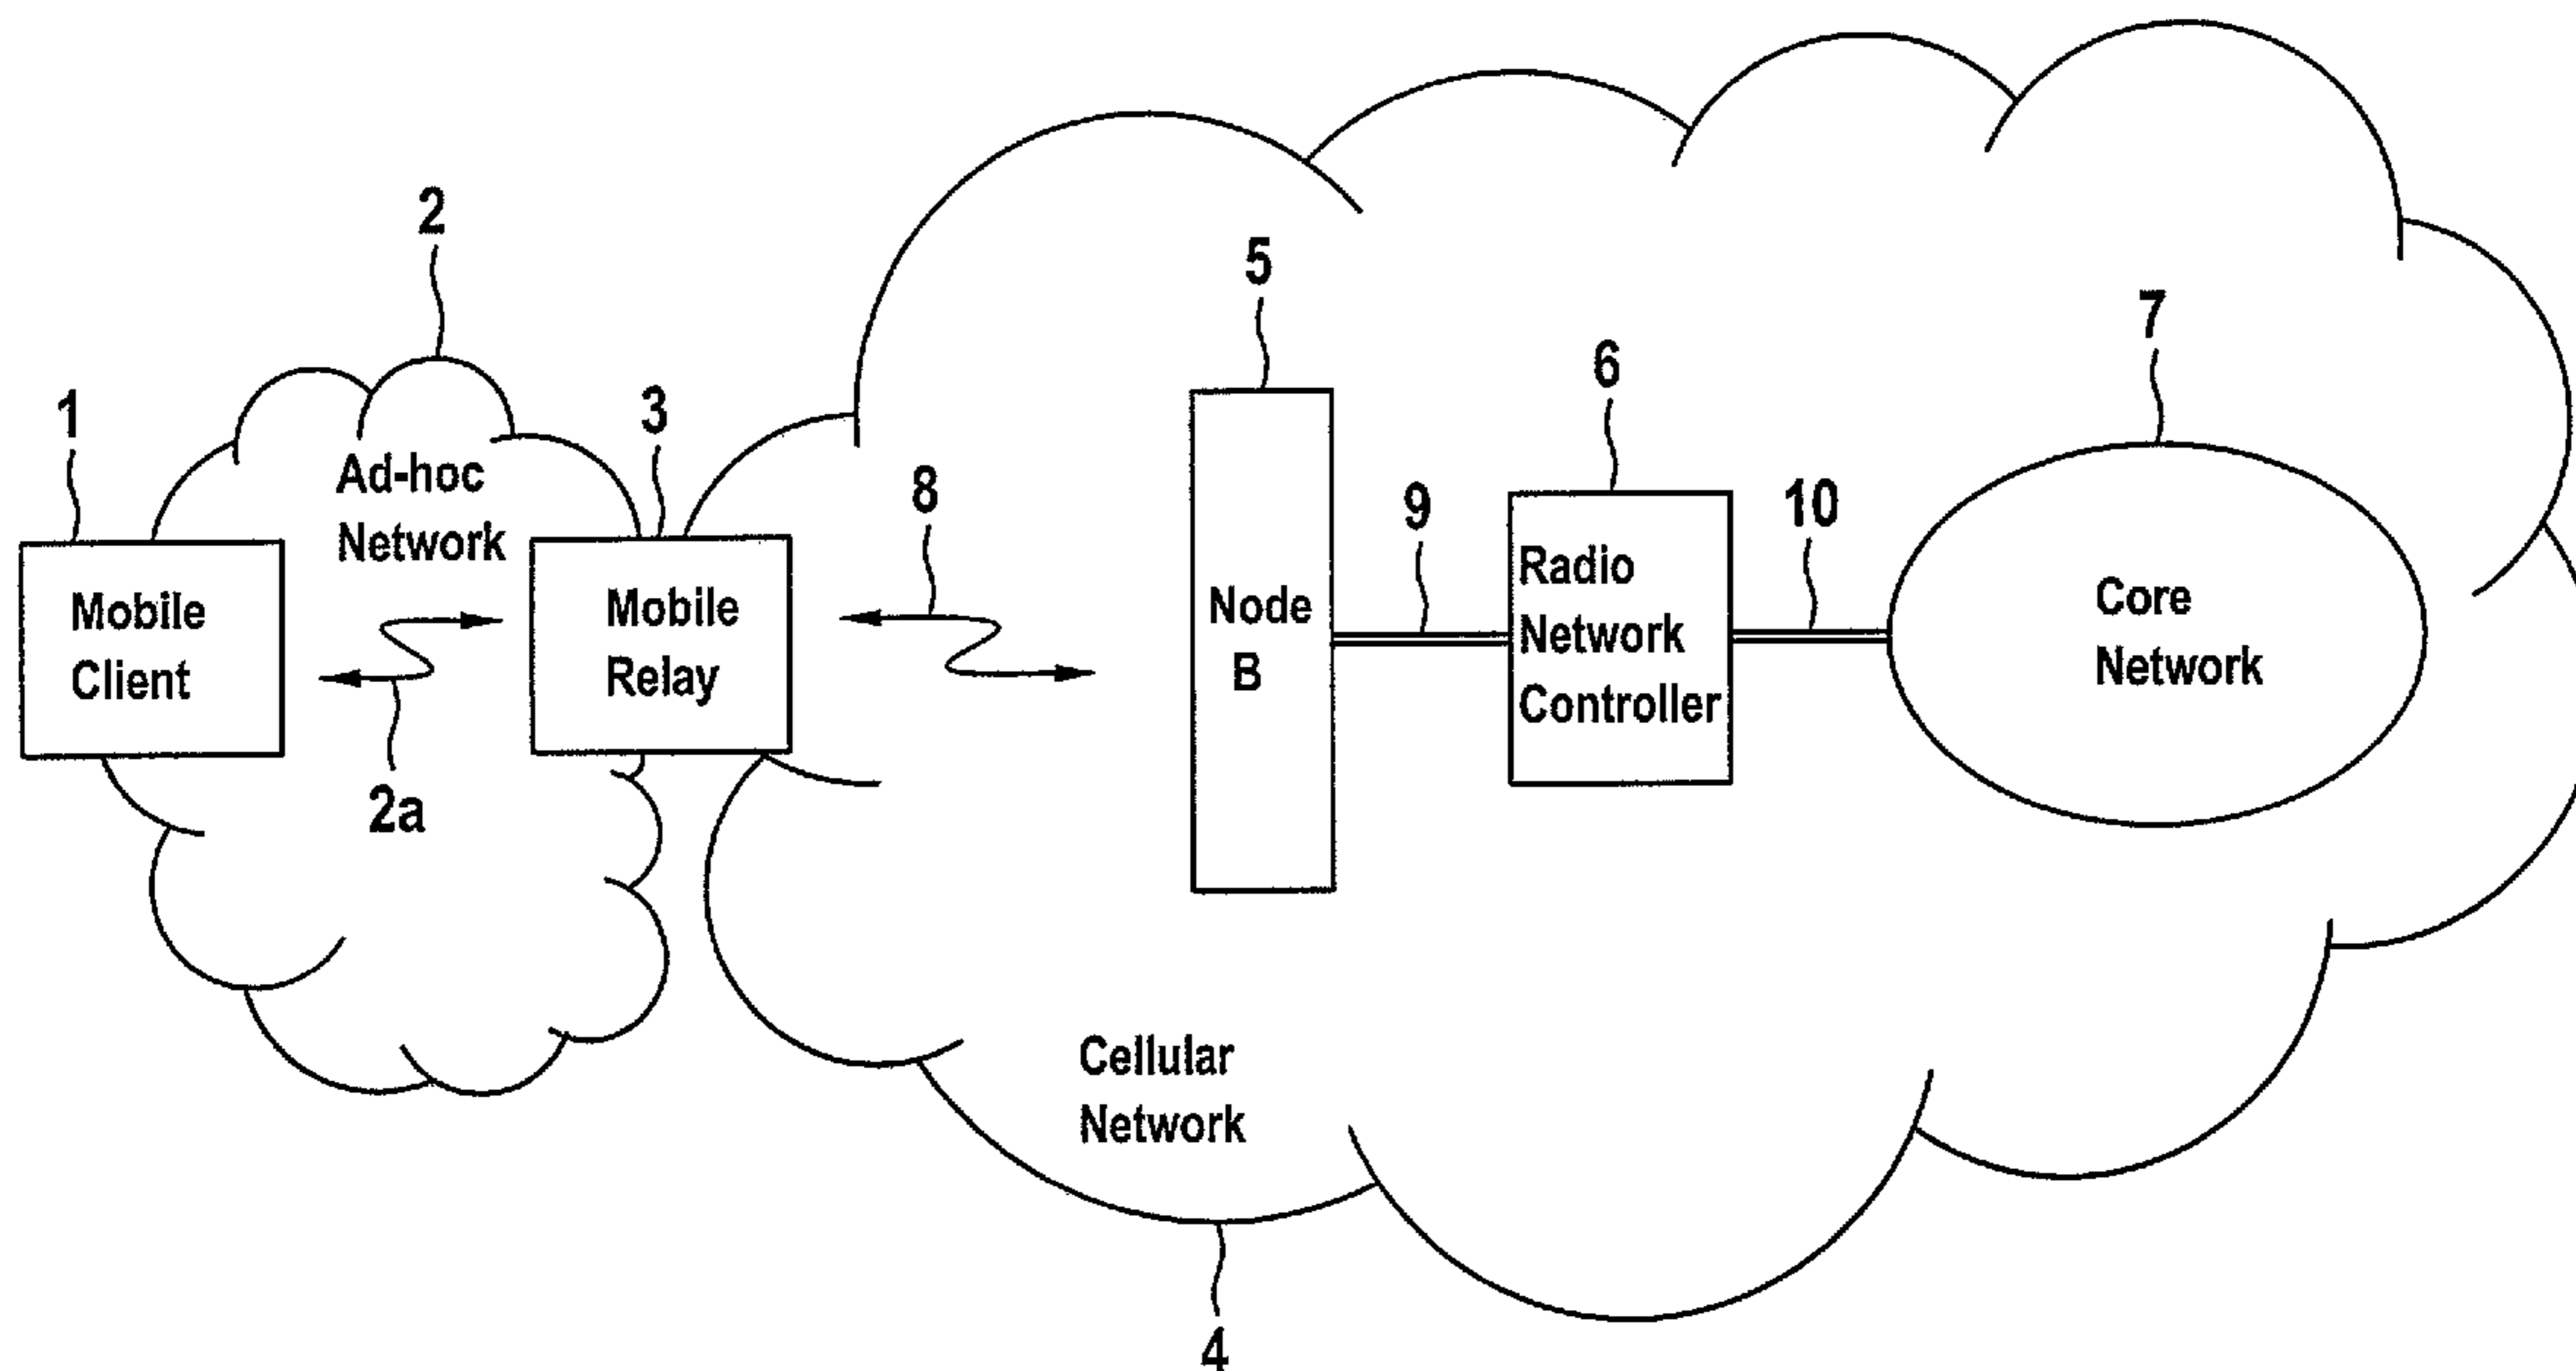 2
5
7
1
3
6
Ad-hoc
Network
8
9
10
Mobile
Client
Mobile
Relay
Node
B
Radio
Network
Controller
Core
Network
2a
Cellular
Network
4